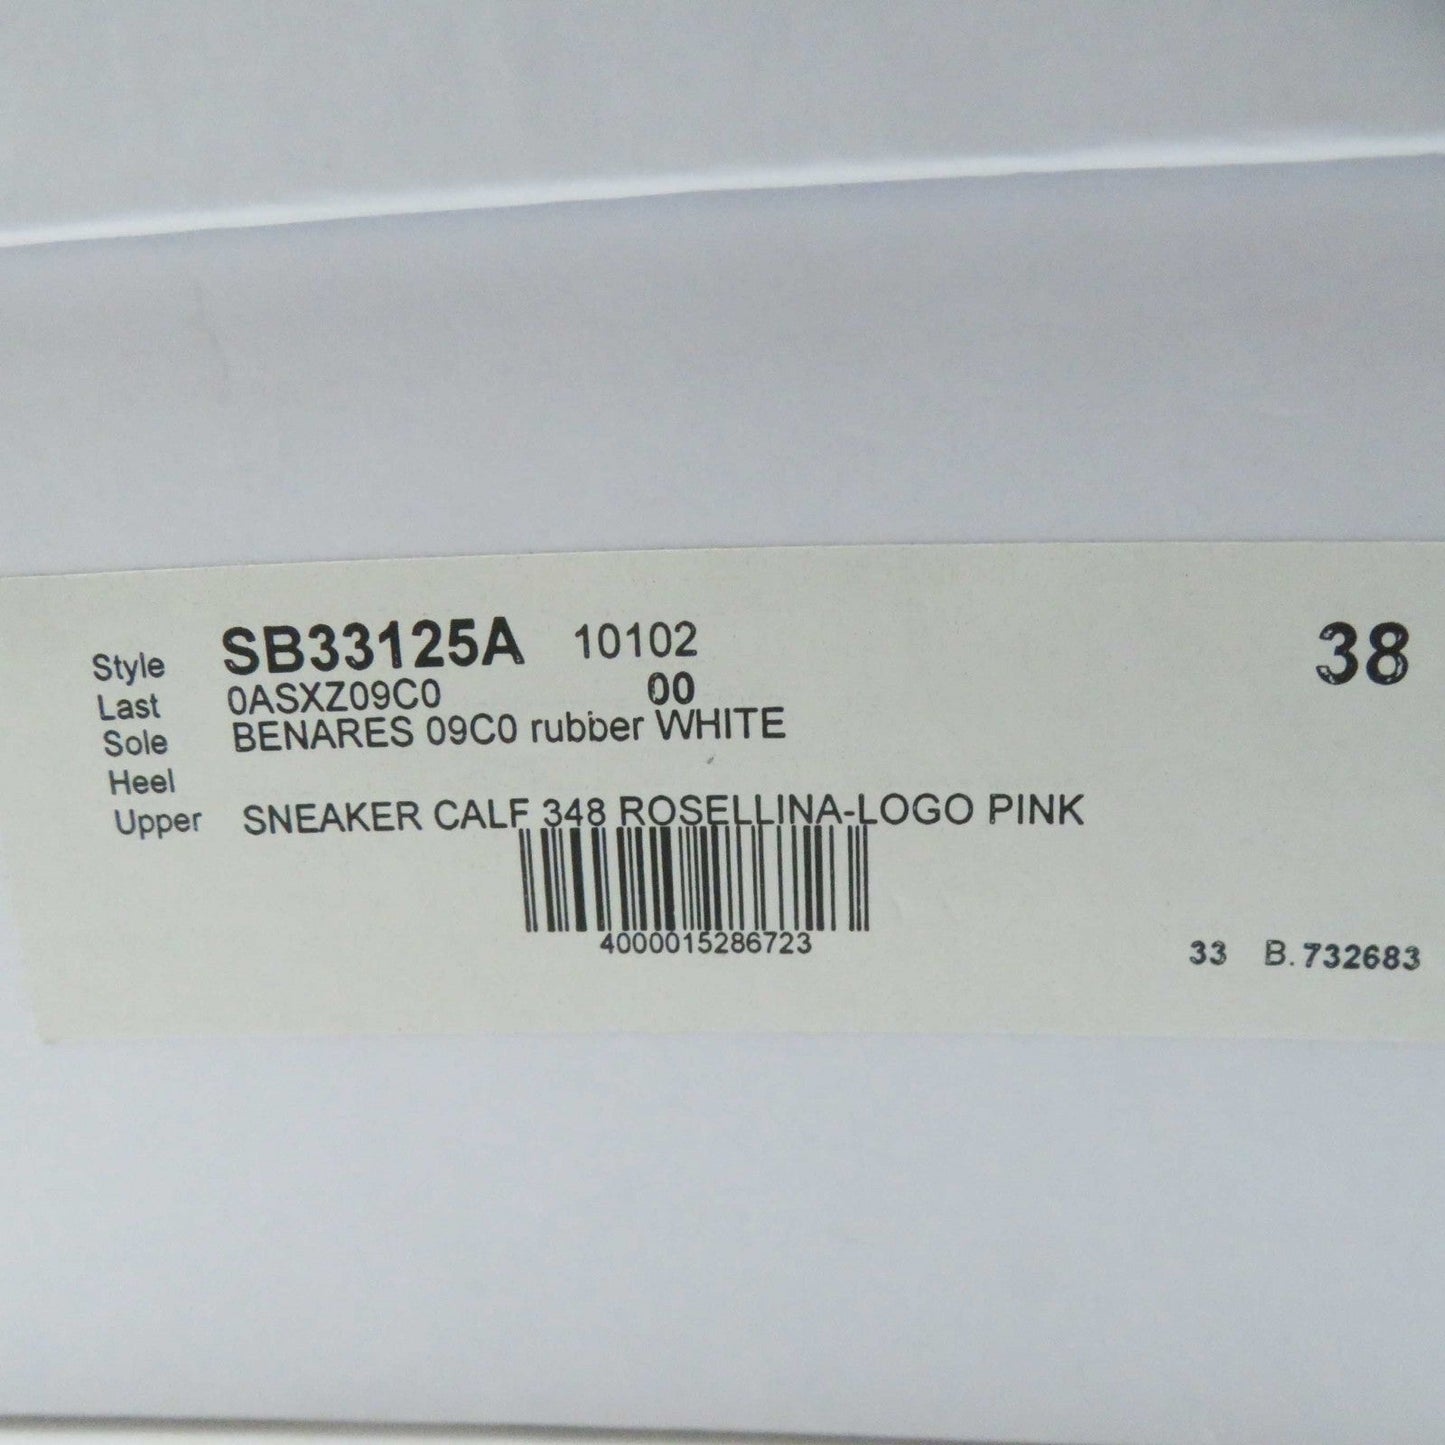 Style SB33125A 10102 38
Last 0ASXZ09C0 00
Sole BENARES 09C0 rubber WHITE
Heel
Upper SNEAKER CALF 348 ROSELLINA-LOGO PINK
4000015286723
33 B. 732683